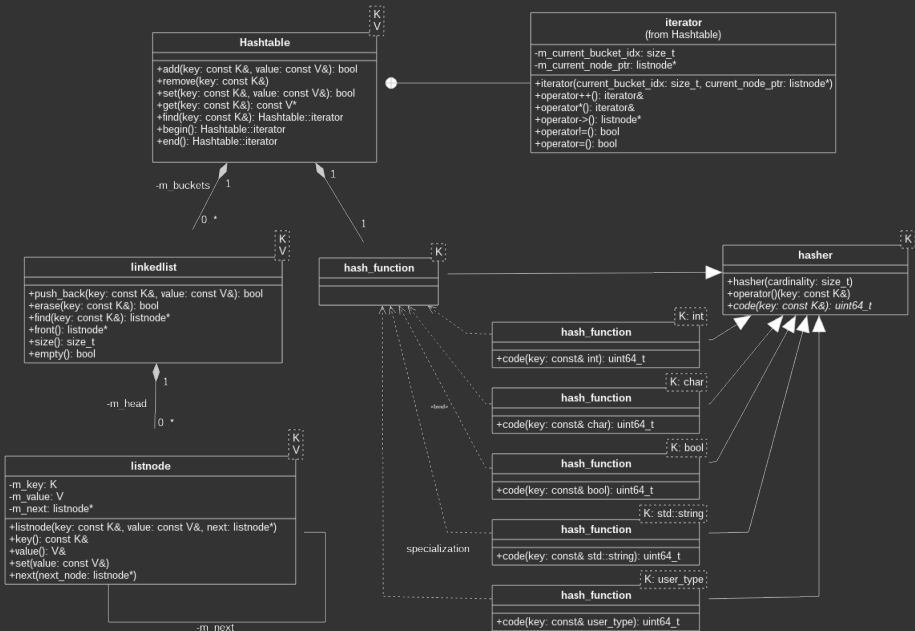 K
V
Hashtable
+add(key: const K&, value: const V&): bool
+remove(key: const K&)
+set(key: const K&, value: const V&): bool
+get(key: const K&): const V*
+find(key: const K&): Hashtable::iterator
+begin(): Hashtable::iterator
+end(): Hashtable::iterator
iterator
(from Hashtable)
-m_current_bucket_idx: size_t
-m_current_node_ptr: listnode*
+iterator(current_bucket_idx: size_t, current_node_ptr: listnode*)
+operator++(): iterator&
+operator*(): iterator&
+operator->(): listnode*
+operator!=(): bool
+operator=(): bool
-m_buckets
1
0 *
1
1
K
V
linkedlist
+push_back(key: const K&, value: const V&): bool
+erase(key: const K&): bool
+find(key: const K&): listnode*
+front(): listnode*
+size(): size_t
+empty(): bool
K
hash_function
K
hasher
+hasher(cardinality: size_t)
+operator()(key: const K&)
+code(key: const K&): uint64_t
K: int
hash_function
+code(key: const& int): uint64_t
K: char
hash_function
+code(key: const& char): uint64_t
K: bool
hash_function
+code(key: const& bool): uint64_t
K: std::string
hash_function
+code(key: const& std::string): uint64_t
K: user_type
hash_function
+code(key: const& user_type): uint64_t
«bind»
specialization
1
-m_head
0 *
K
V
listnode
-m_key: K
-m_value: V
-m_next: listnode*
+listnode(key: const K&, value: const V&, next: listnode*)
+key(): const K&
+value(): V&
+set(value: const V&)
+next(next_node: listnode*)
-m_next